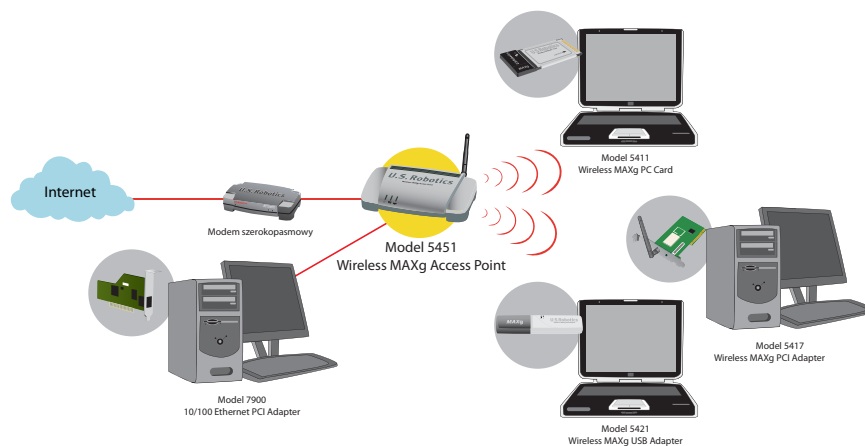 Internet
Modem szerokopasmowy
U.S. Robotics
Model 5451
Wireless MAXg Access Point
Model 5411
Wireless MAXg PC Card
Model 7900
10/100 Ethernet PCI Adapter
Model 5417
Wireless MAXg PCI Adapter
MAXg
U.S. Robotics
Model 5421
Wireless MAXg USB Adapter